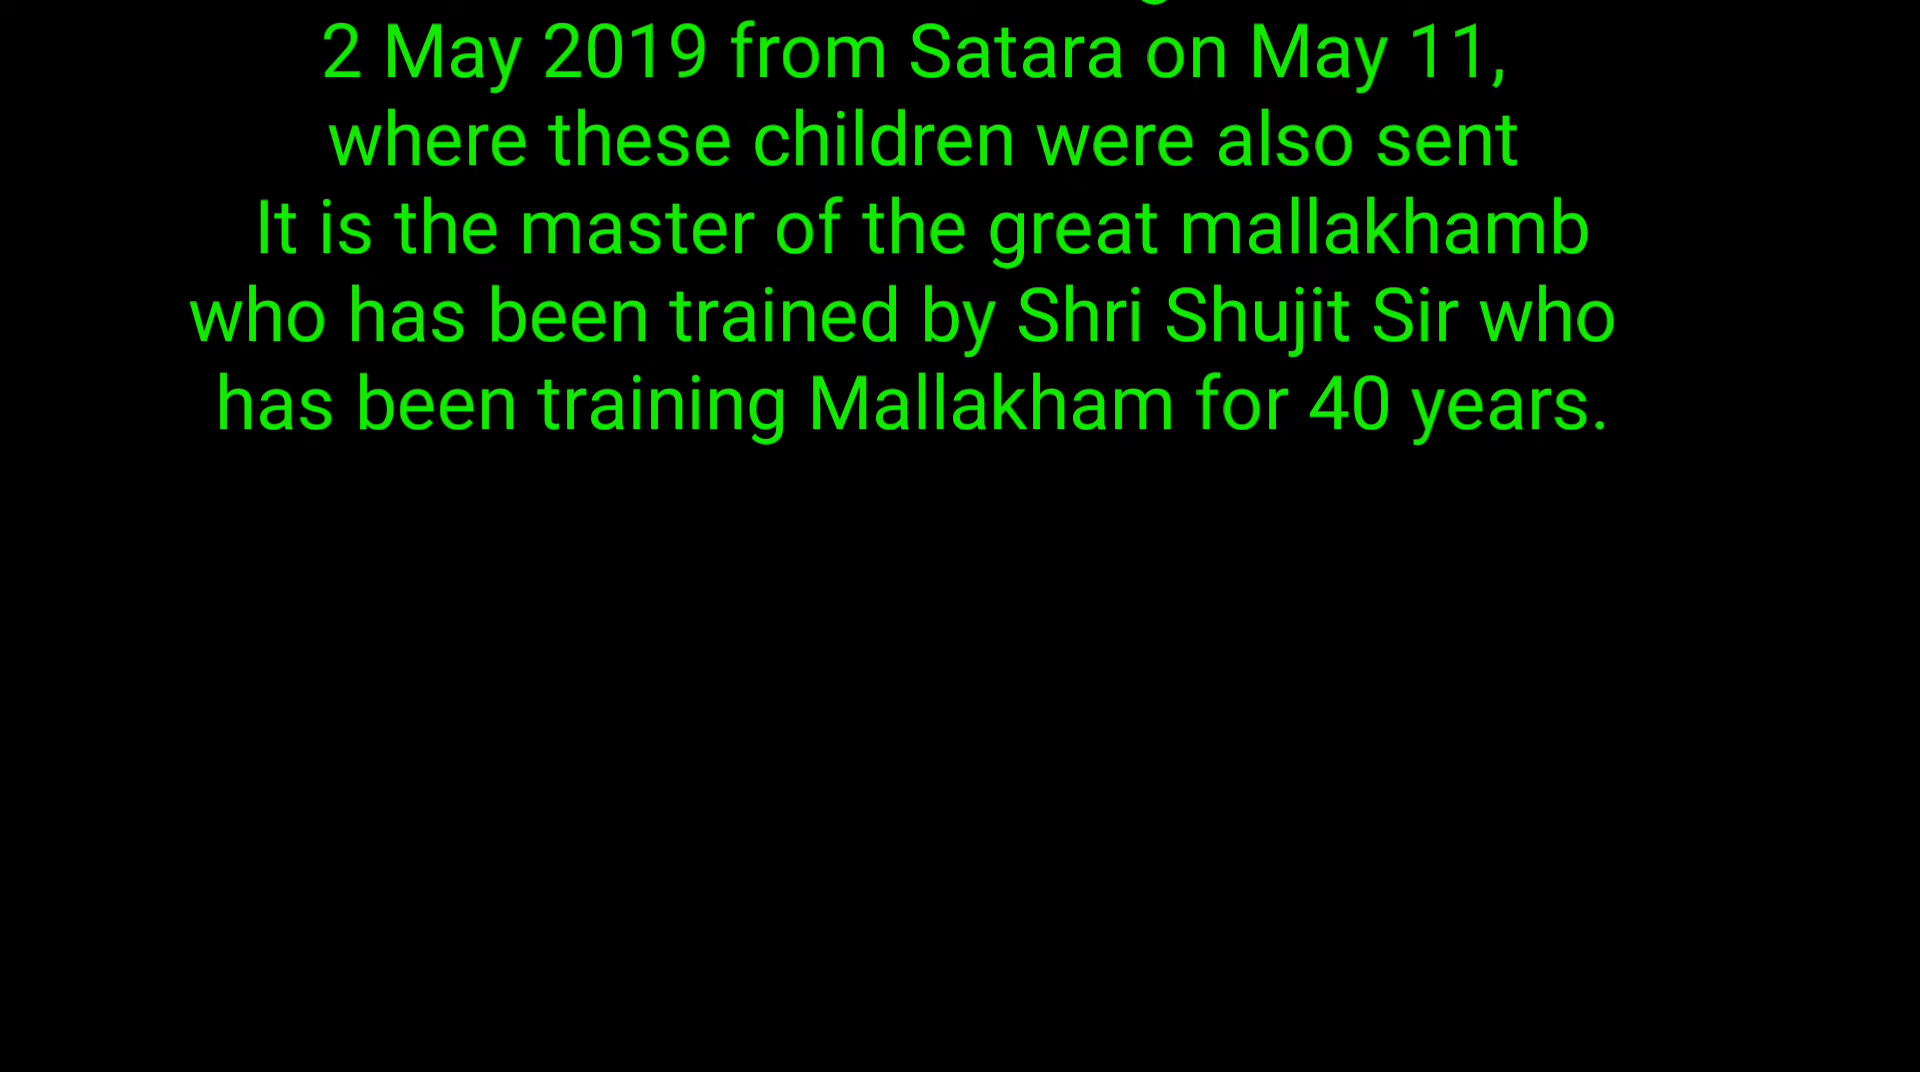 2 May 2019 from Satara on May 11,
where these children were also sent
It is the master of the great mallakhamb
who has been trained by Shri Shujit Sir who
has been training Mallakham for 40 years.